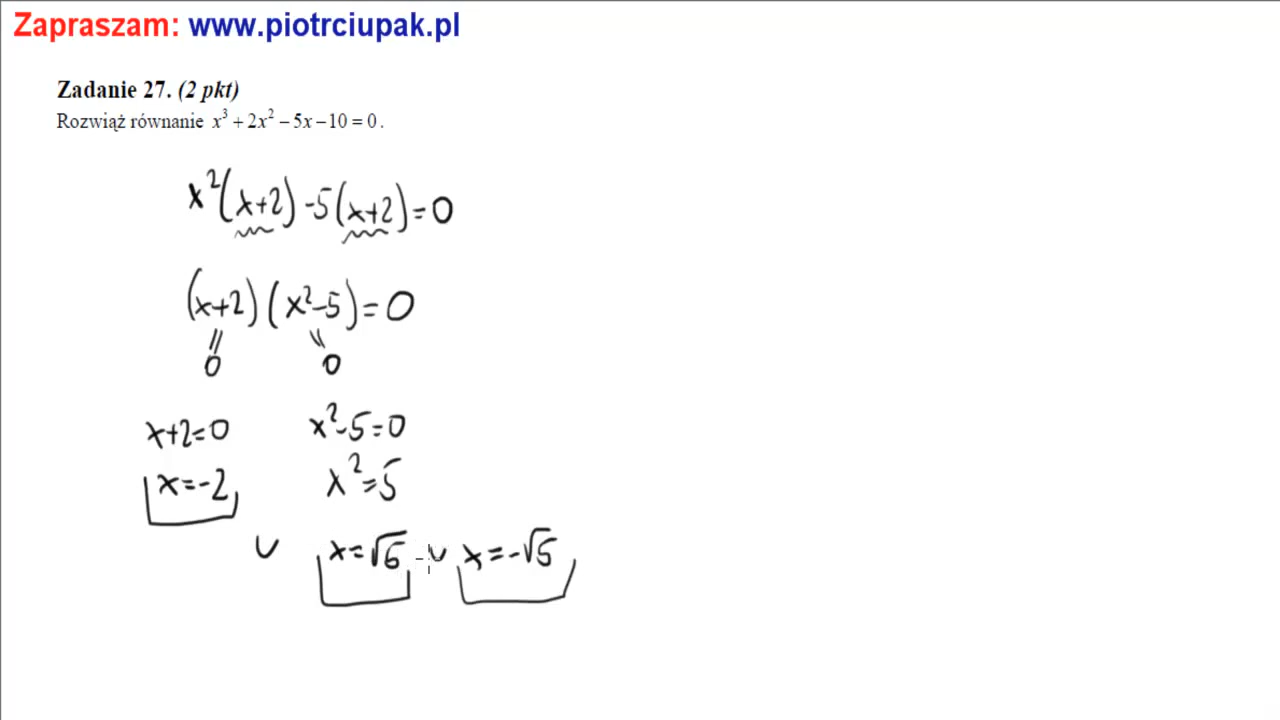 Zapraszam: www.piotrciupak.pl
Zadanie 27. (2 pkt)
Rozwiąż równanie x³ + 2x² − 5x − 10 = 0.
x²(x+2) -5(x+2) = 0
(x+2)(x²-5) = 0
0 0
x+2=0 x²-5=0
x=-2 x²=5
v x=√5 v x=-√5